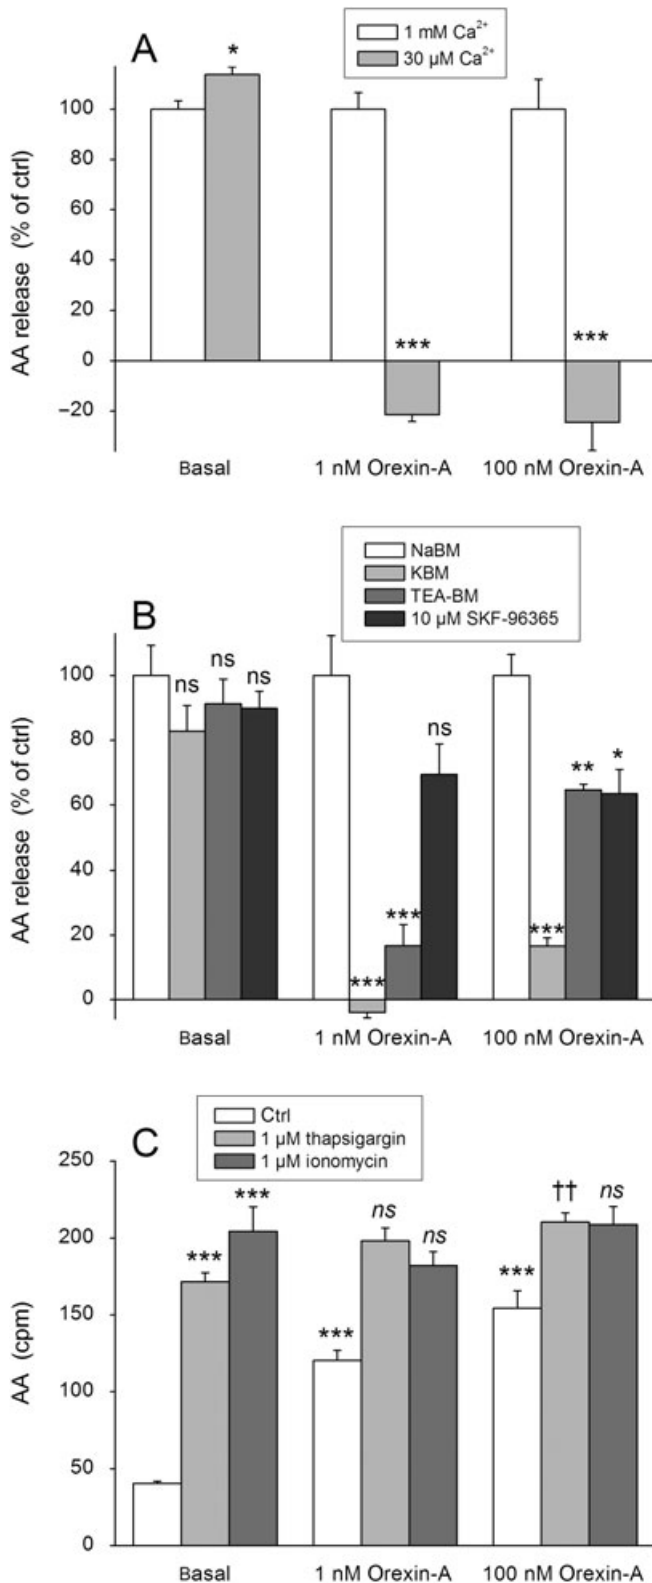 A
1 mM Ca²⁺
30 µM Ca²⁺
*
100
80
60
40
20
0
–20
***
***
AA release (% of ctrl)
Basal
1 nM Orexin-A
100 nM Orexin-A
NaBM
KBM
TEA-BM
10 µM SKF-96365
B
100
80
60
40
20
0
ns
ns
ns
***
***
ns
***
**
*
AA release (% of ctrl)
Basal
1 nM Orexin-A
100 nM Orexin-A
Ctrl
1 µM thapsigargin
1 µM ionomycin
C
250
200
150
100
50
0
***
***
***
ns
ns
***
††
ns
AA (cpm)
Basal
1 nM Orexin-A
100 nM Orexin-A